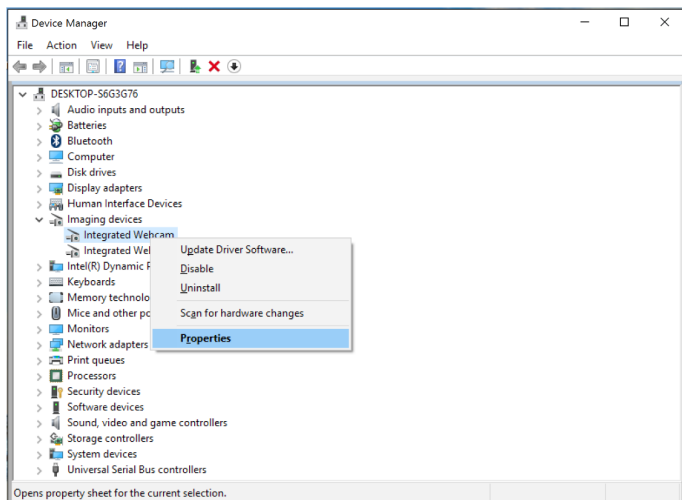 Device Manager
File Action View Help
DESKTOP-S6G3G76
Audio inputs and outputs
Batteries
Bluetooth
Computer
Disk drives
Display adapters
Human Interface Devices
Imaging devices
Integrated Webcam
Integrated We
Intel(R) Dynamic
Keyboards
Memory technolo
Mice and other po
Monitors
Network adapters
Print queues
Processors
Security devices
Software devices
Sound, video and game controllers
Storage controllers
System devices
Universal Serial Bus controllers
Update Driver Software...
Disable
Uninstall
Scan for hardware changes
Properties
Opens property sheet for the current selection.